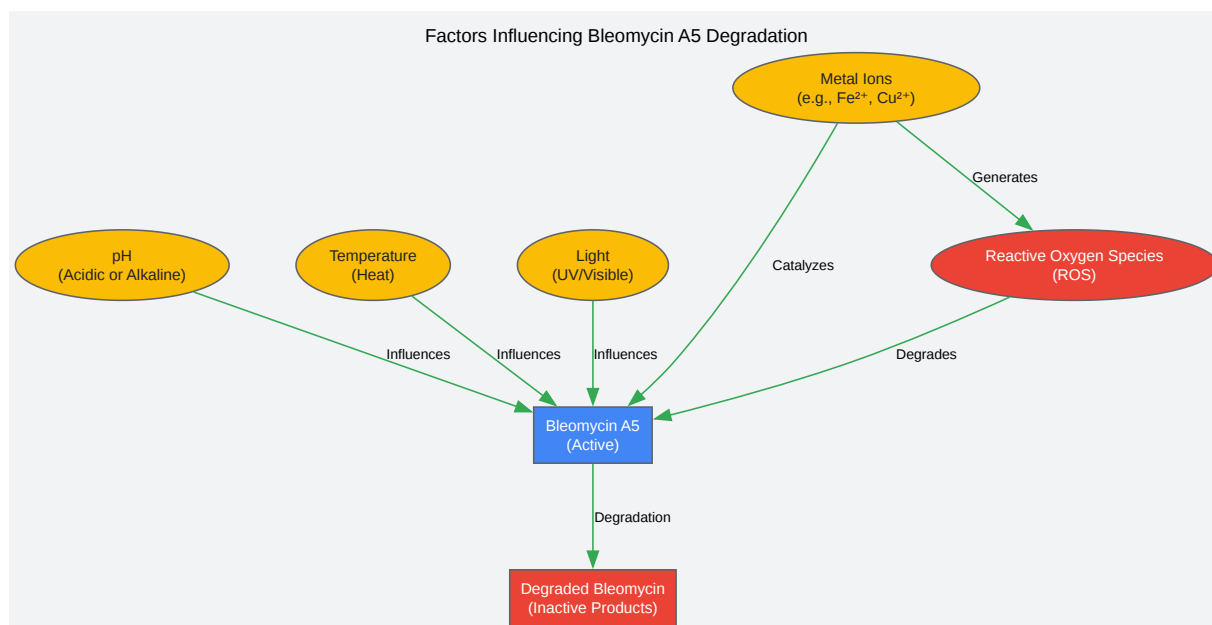 Factors Influencing Bleomycin A5 Degradation
Metal Ions
(e.g., Fe²⁺, Cu²⁺)
Generates
pH
(Acidic or Alkaline)
Temperature
(Heat)
Light
(UV/Visible)
Catalyzes
Reactive Oxygen Species
(ROS)
Influences
Influences
Influences
Degrades
Bleomycin A5
(Active)
Degradation
Degraded Bleomycin
(Inactive Products)